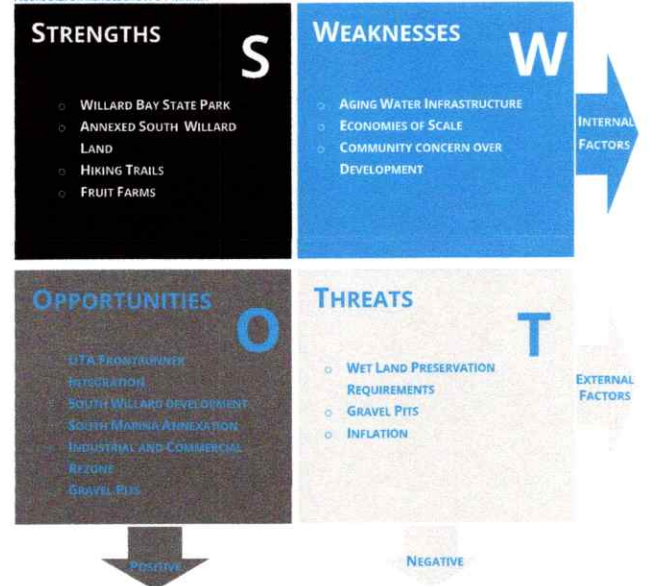 STRENGTHS
S
WILLARD BAY STATE PARK
ANNEXED SOUTH WILLARD
LAND
HIKING TRAILS
FRUIT FARMS
WEAKNESSES
W
AGING WATER INFRASTRUCTURE
ECONOMIES OF SCALE
COMMUNITY CONCERN OVER
DEVELOPMENT
INTERNAL
FACTORS
OPPORTUNITIES
O
UTA FRONTRUNNER
INTEGRATION
SOUTH WILLARD DEVELOPMENT
SOUTH MARINA ANNEXATION
INDUSTRIAL AND COMMERCIAL
REZONE
GRAVEL PITS
THREATS
T
WET LAND PRESERVATION
REQUIREMENTS
GRAVEL PITS
INFLATION
EXTERNAL
FACTORS
POSITIVE
NEGATIVE